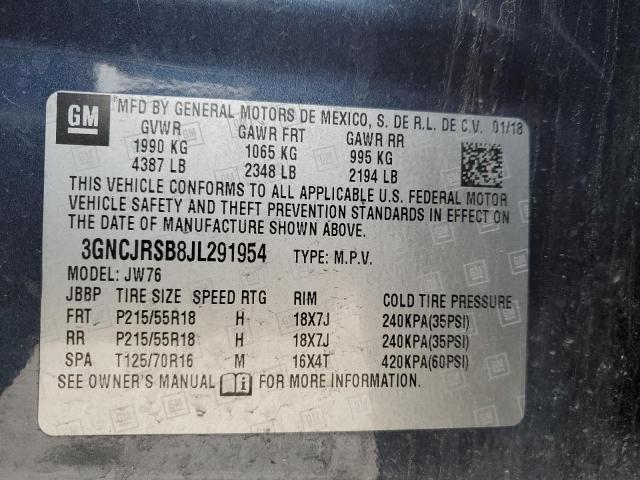 GM
MFD BY GENERAL MOTORS DE MEXICO, S. DE R.L. DE C.V. 01/18
GVWR GAWR FRT GAWR RR
1990 KG 1065 KG 995 KG
4387 LB 2348 LB 2194 LB
THIS VEHICLE CONFORMS TO ALL APPLICABLE U.S. FEDERAL MOTOR
VEHICLE SAFETY AND THEFT PREVENTION STANDARDS IN EFFECT ON
THE DATE OF MANUFACTURE SHOWN ABOVE.
3GNCJRSB8JL291954 TYPE: M.P.V.
MODEL: JW76
JBBP TIRE SIZE SPEED RTG RIM COLD TIRE PRESSURE
FRT P215/55R18 H 18X7J 240KPA(35PSI)
RR P215/55R18 H 18X7J 240KPA(35PSI)
SPA T125/70R16 M 16X4T 420KPA(60PSI)
SEE OWNER'S MANUAL i FOR MORE INFORMATION.